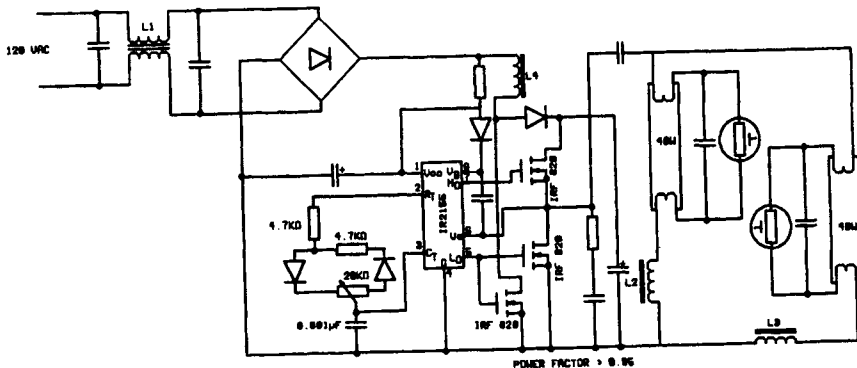 L1
120 VAC
L4
40W
T
1 VCC VB 8
HO 7
2 RT
IR2155
IRF 820
4.7KΩ
4.7KΩ
T
40W
VS 6
3 CT
LO 5
IRF 820
20KΩ
4
L2
0.001µF
IRF 820
L3
POWER FACTOR > 0.95